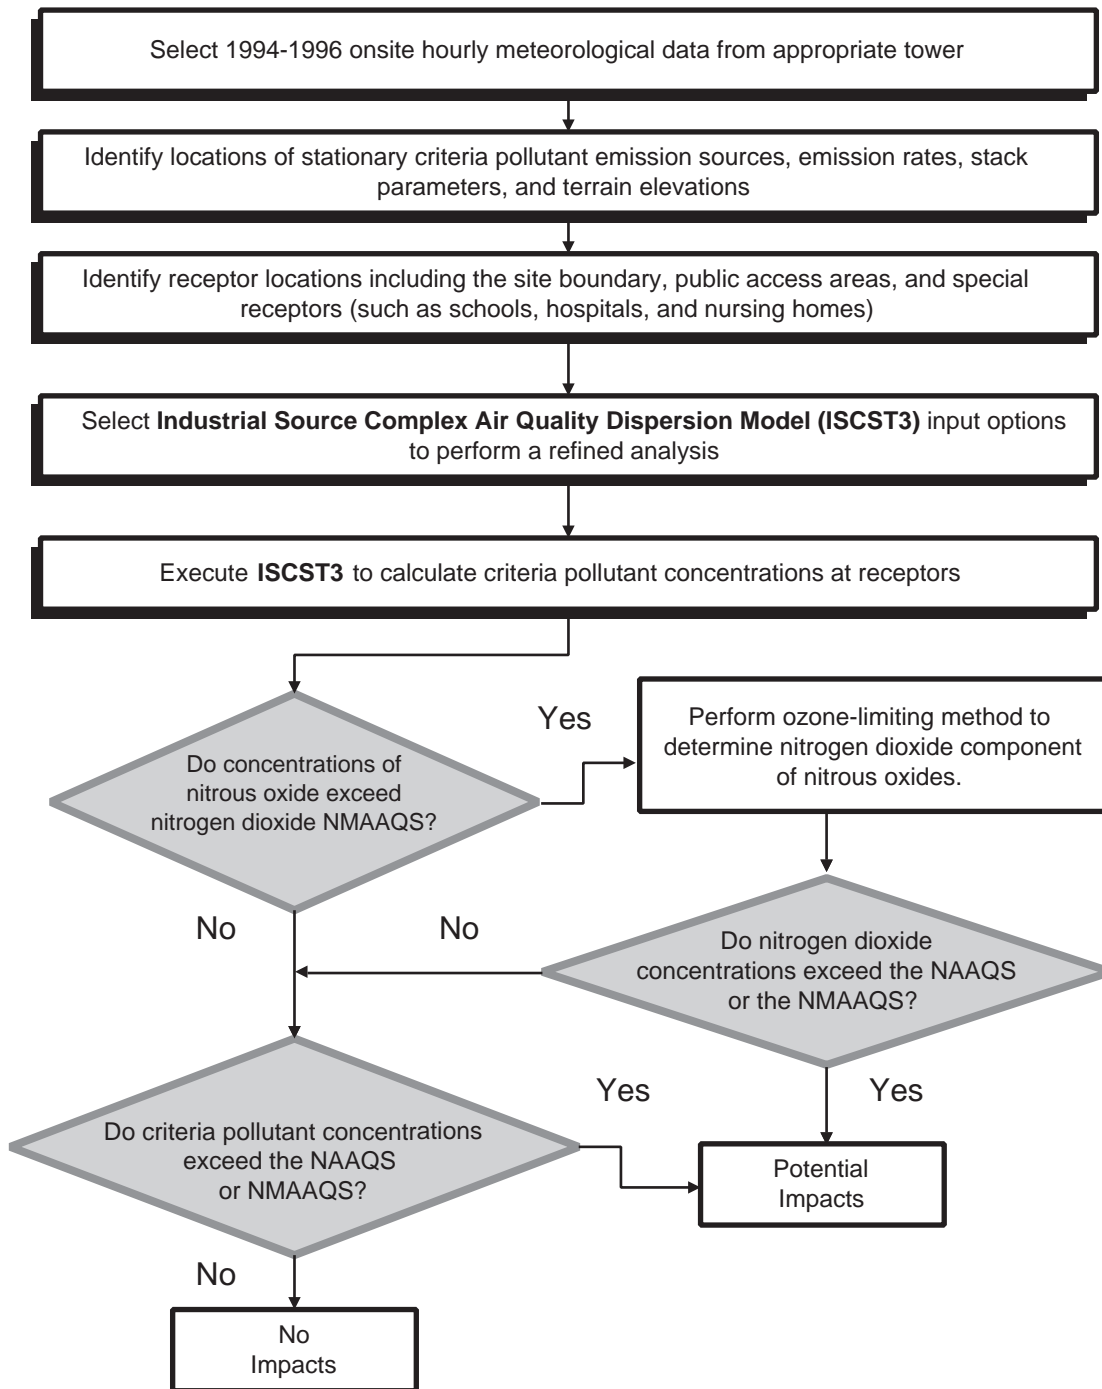 Select 1994-1996 onsite hourly meteorological data from appropriate tower
Identify locations of stationary criteria pollutant emission sources, emission rates, stack
parameters, and terrain elevations
Identify receptor locations including the site boundary, public access areas, and special
receptors (such as schools, hospitals, and nursing homes)
Select Industrial Source Complex Air Quality Dispersion Model (ISCST3) input options
to perform a refined analysis
Execute ISCST3 to calculate criteria pollutant concentrations at receptors
Do concentrations of
nitrous oxide exceed
nitrogen dioxide NMAAQS?
Yes
Perform ozone-limiting method to
determine nitrogen dioxide component
of nitrous oxides.
No
No
Do nitrogen dioxide
concentrations exceed the NAAQS
or the NMAAQS?
Do criteria pollutant concentrations
exceed the NAAQS
or NMAAQS?
Yes
Yes
Potential
Impacts
No
No
Impacts